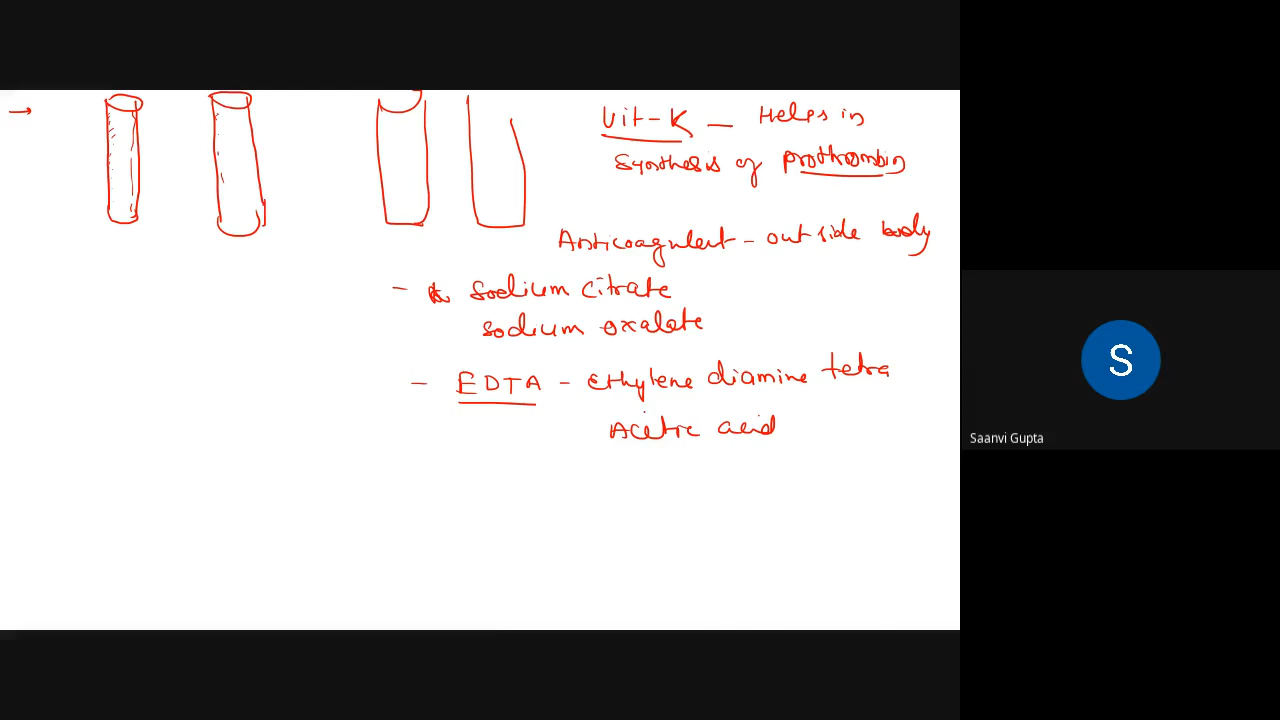 →
Vit-K — Helps in
Synthesis of prothrombin
Anticoagulent - outside body
- Sodium citrate
sodium oxalate
- EDTA - Ethylene diamine tetra
Acetic acid
S
Saanvi Gupta